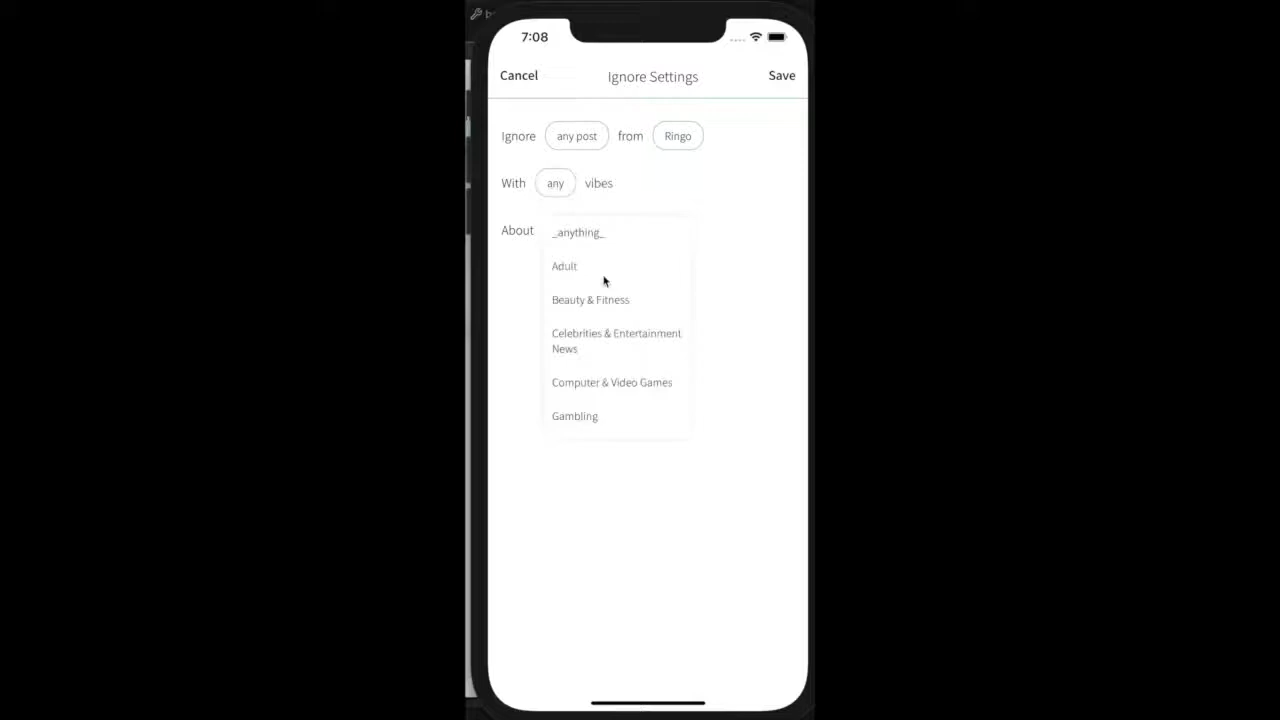 7:08
Cancel Ignore Settings Save
Ignore any post from Ringo
With any vibes
About
_anything_
Adult
Beauty & Fitness
Celebrities & Entertainment
News
Computer & Video Games
Gambling